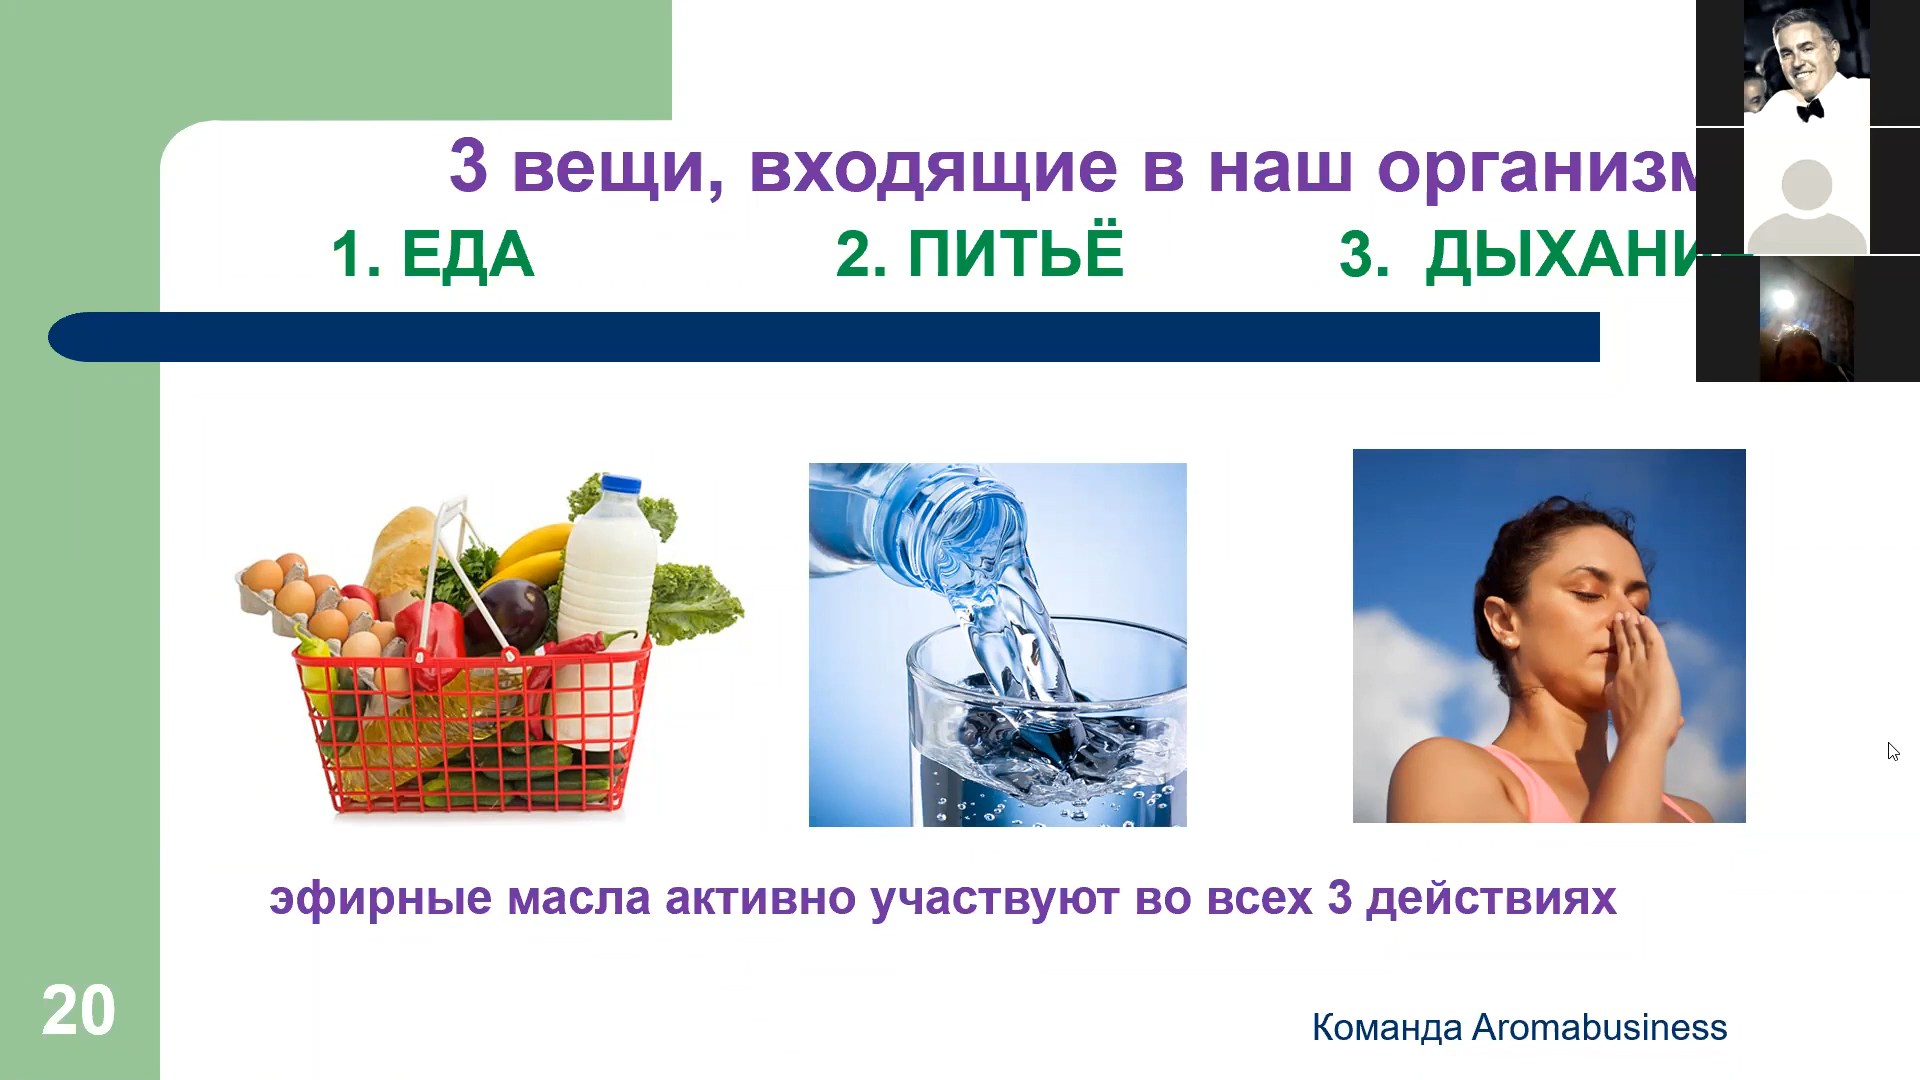 3 вещи, входящие в наш организм
1. ЕДА 2. ПИТЬЁ 3. ДЫХАНИ
эфирные масла активно участвуют во всех 3 действиях
20
Команда Aromabusiness